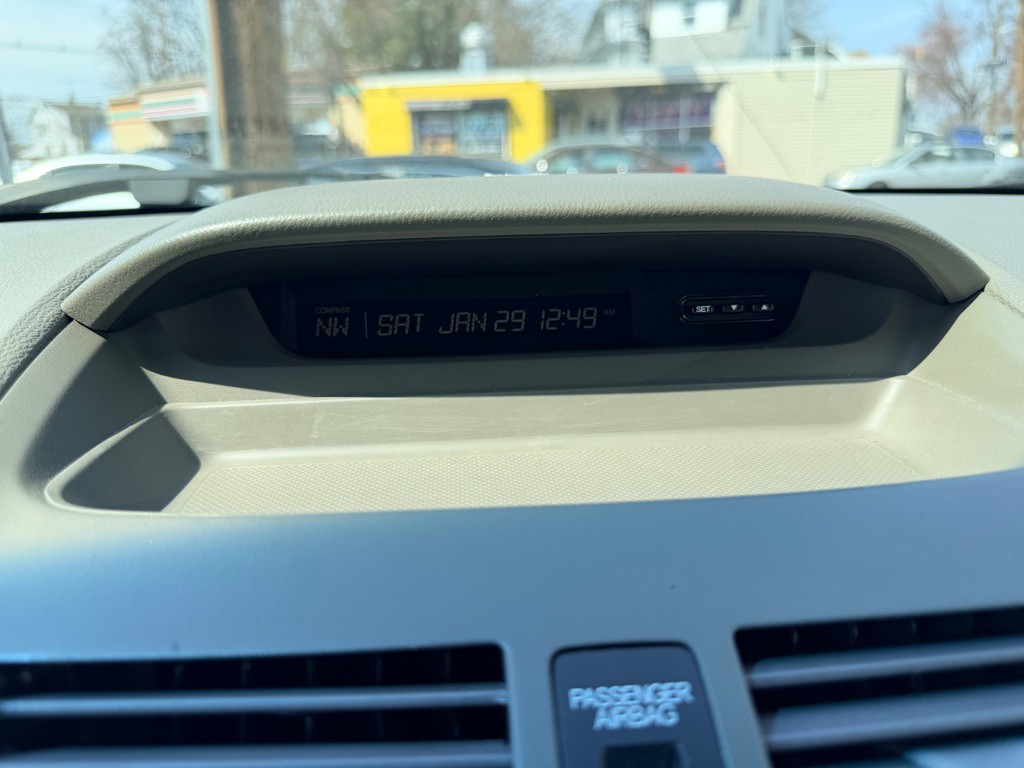 COMPASS
NW SAT JAN 29 12:49 AM
SET
PASSENGER
AIRBAG